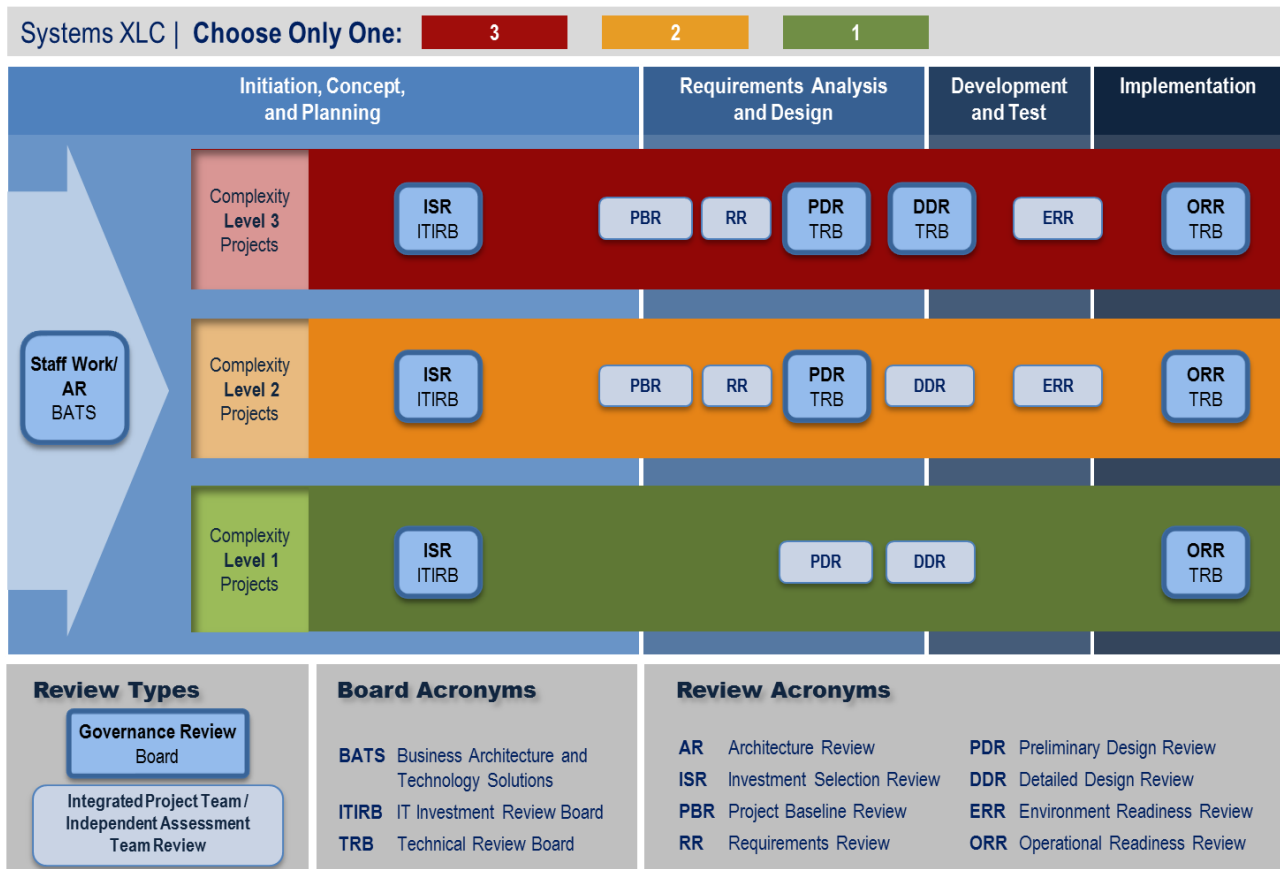 Systems XLC | Choose Only One: 3 2 1
Initiation, Concept,
and Planning
Requirements Analysis
and Design
Development
and Test
Implementation
Staff Work/
AR
BATS
Complexity
Level 3
Projects
ISR
ITIRB
PBR
RR
PDR
TRB
DDR
TRB
ERR
ORR
TRB
Complexity
Level 2
Projects
ISR
ITIRB
PBR
RR
PDR
TRB
DDR
ERR
ORR
TRB
Complexity
Level 1
Projects
ISR
ITIRB
PDR
DDR
ORR
TRB
Review Types
Governance Review
Board
Integrated Project Team /
Independent Assessment
Team Review
Board Acronyms
BATS Business Architecture and
Technology Solutions
ITIRB IT Investment Review Board
TRB Technical Review Board
Review Acronyms
AR Architecture Review
ISR Investment Selection Review
PBR Project Baseline Review
RR Requirements Review
PDR Preliminary Design Review
DDR Detailed Design Review
ERR Environment Readiness Review
ORR Operational Readiness Review